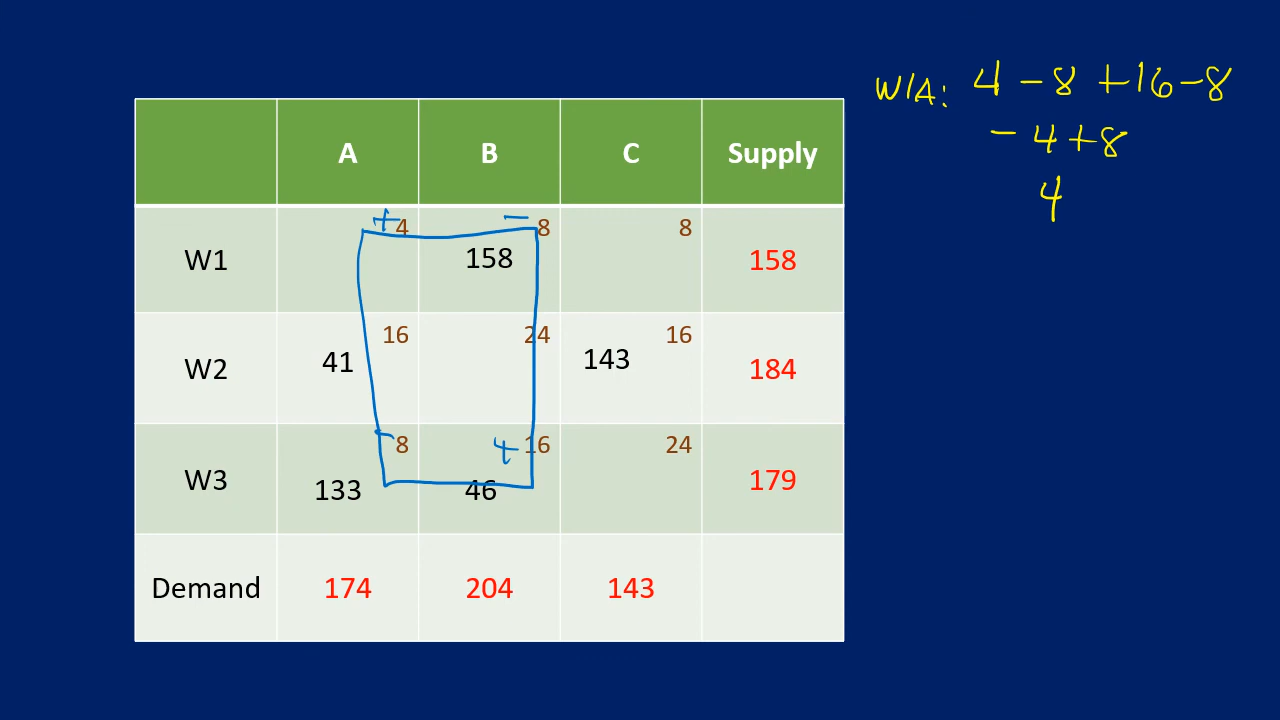 A B C Supply
W1 + 4 - 8 158 8 158
W2 16 41 24 16 143 184
W3 - 8 133 + 16 46 24 179
Demand 174 204 143
W1A: 4 - 8 + 16 - 8
- 4 + 8
4